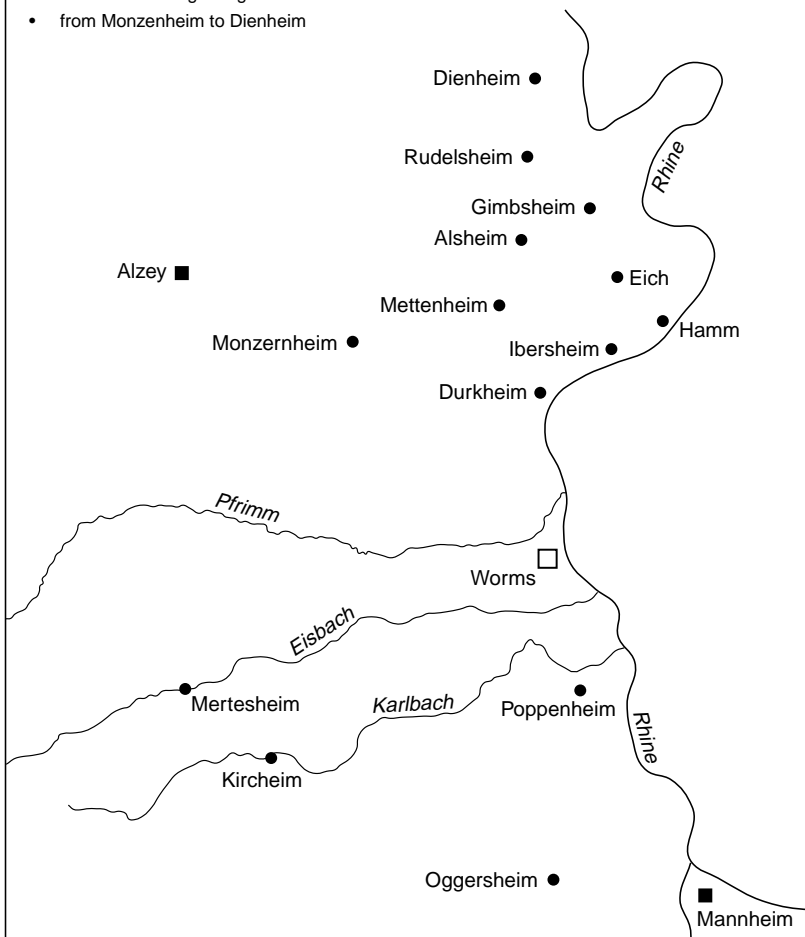 • from Monzenheim to Dienheim
Dienheim
Rudelsheim
Rhine
Gimbsheim
Alsheim
Alzey
Eich
Mettenheim
Hamm
Monzernheim
Ibersheim
Durkheim
Pfrimm
Worms
Eisbach
Mertesheim
Karlbach
Poppenheim
Rhine
Kircheim
Oggersheim
Mannheim